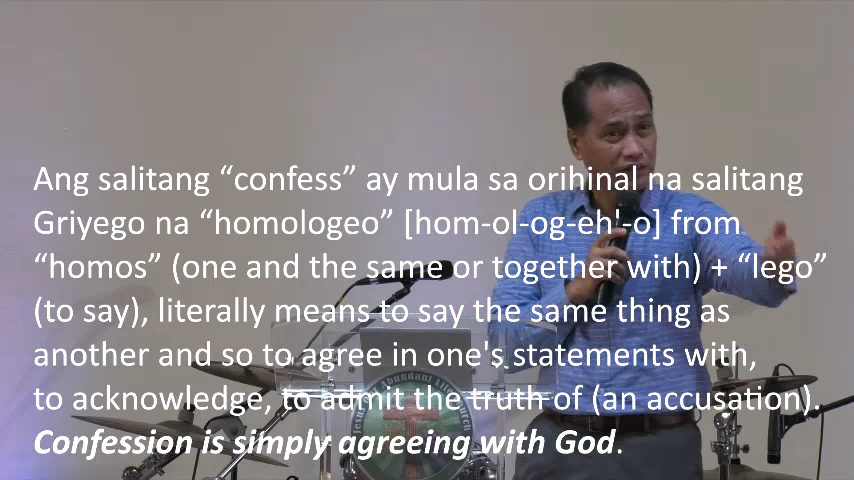 Ang salitang “confess” ay mula sa orihinal na salitang
Griyego na “homologeo” [hom-ol-og-eh'-o] from
“homos” (one and the same or together with) + “lego”
(to say), literally means to say the same thing as
another and so to agree in one's statements with,
to acknowledge, to admit the truth of (an accusation).
Confession is simply agreeing with God.
Abundant Life